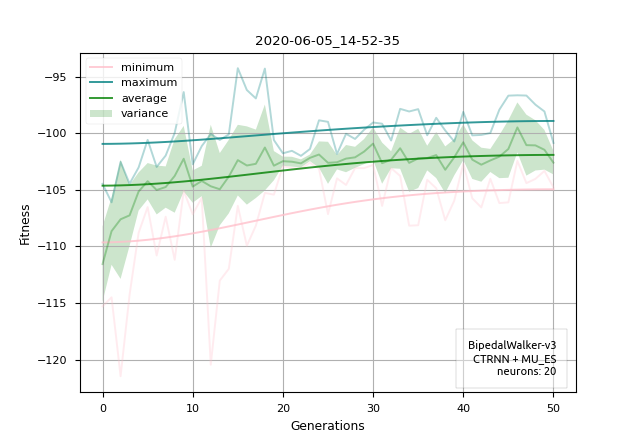 2020-06-05_14-52-35
minimum
maximum
average
variance
−95
−100
−105
−110
−115
−120
Fitness
BipedalWalker-v3
CTRNN + MU_ES
neurons: 20
0
10
20
30
40
50
Generations